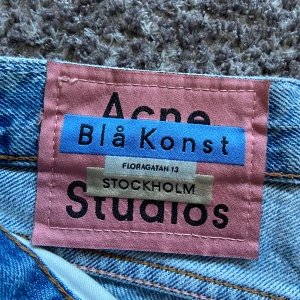 Acne
Blå Konst
FLORAGATAN 13
STOCKHOLM
Studios